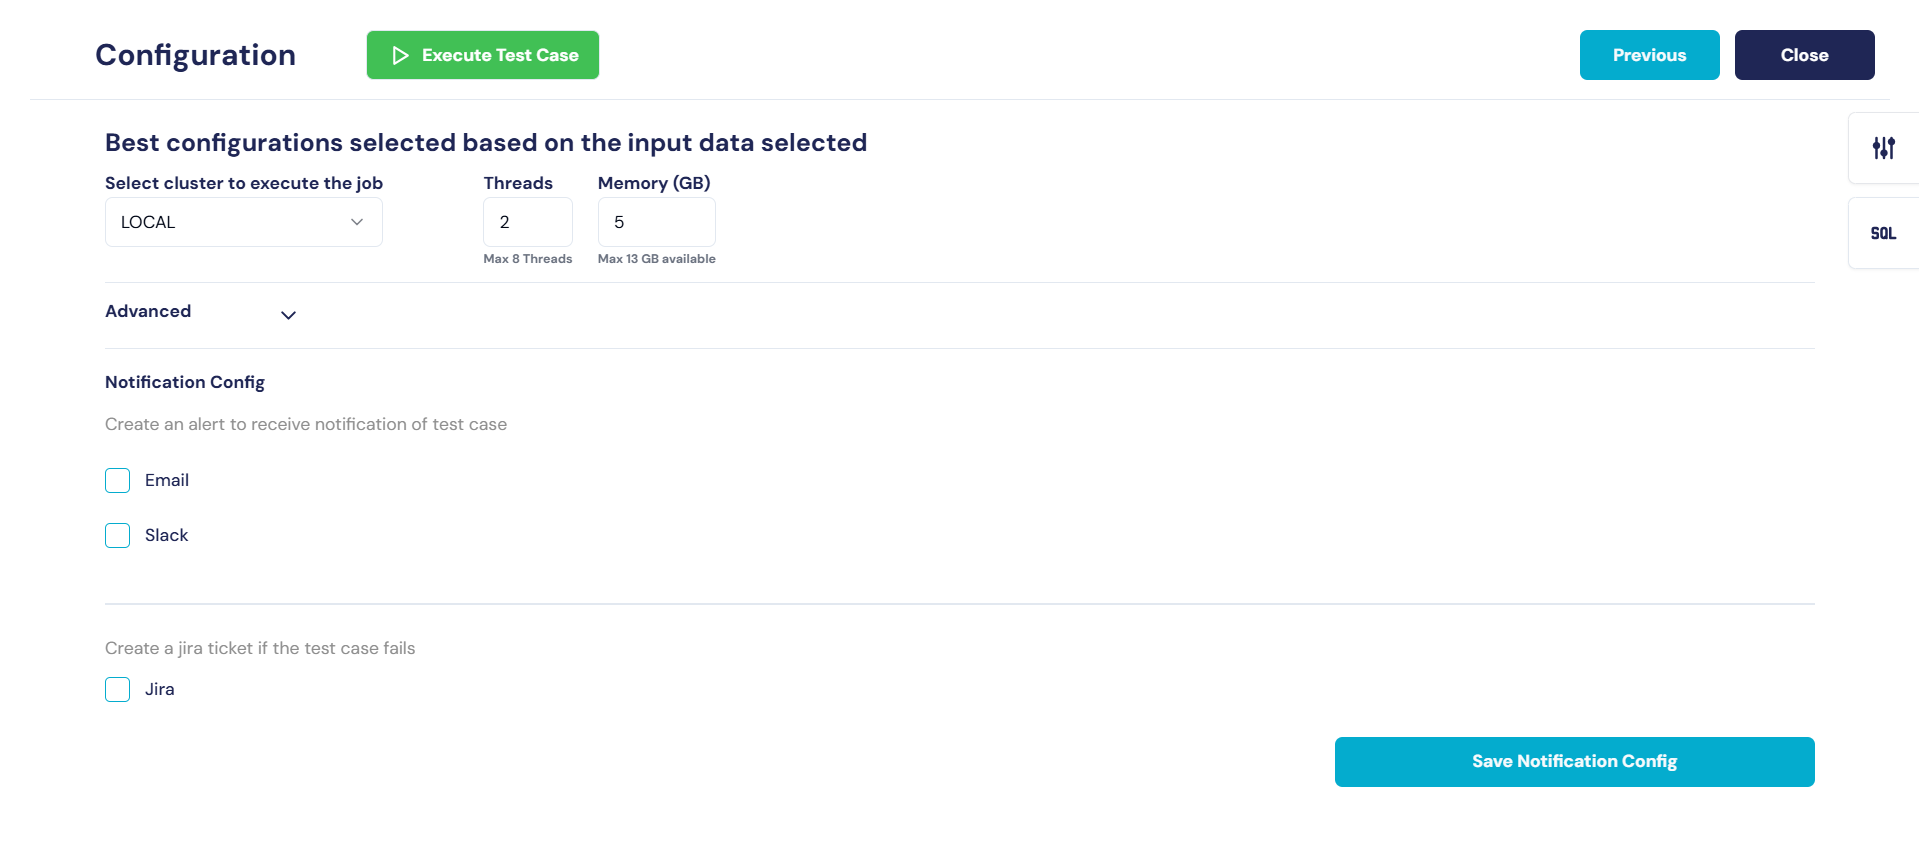 Configuration
Execute Test Case
Previous
Close
Best configurations selected based on the input data selected
Select cluster to execute the job
Threads
Memory (GB)
LOCAL
2
5
Max 8 Threads
Max 13 GB available
SQL
Advanced
Notification Config
Create an alert to receive notification of test case
Email
Slack
Create a jira ticket if the test case fails
Jira
Save Notification Config